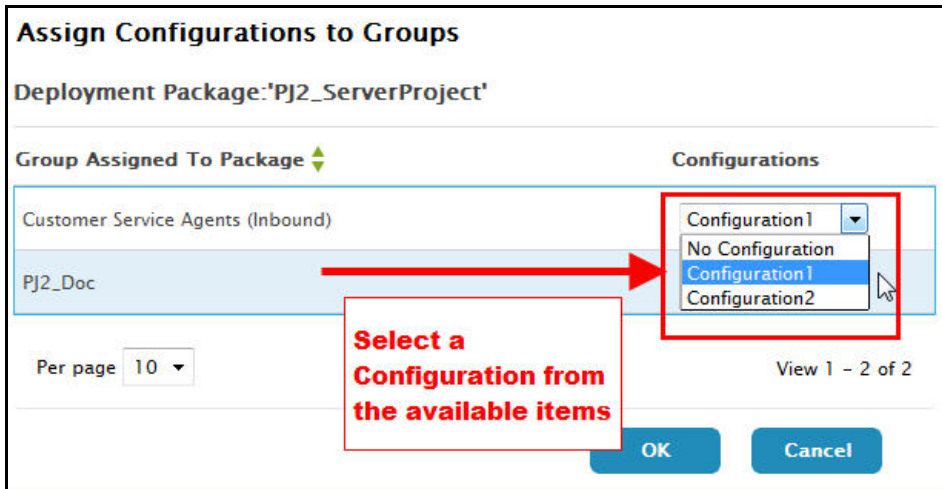 Assign Configurations to Groups
Deployment Package:'PJ2_ServerProject'
Group Assigned To Package Configurations
Customer Service Agents (Inbound) Configuration1
No Configuration
Configuration1
PJ2_Doc
Configuration2
Select a
Configuration from
the available items
Per page 10 View 1 - 2 of 2
OK Cancel